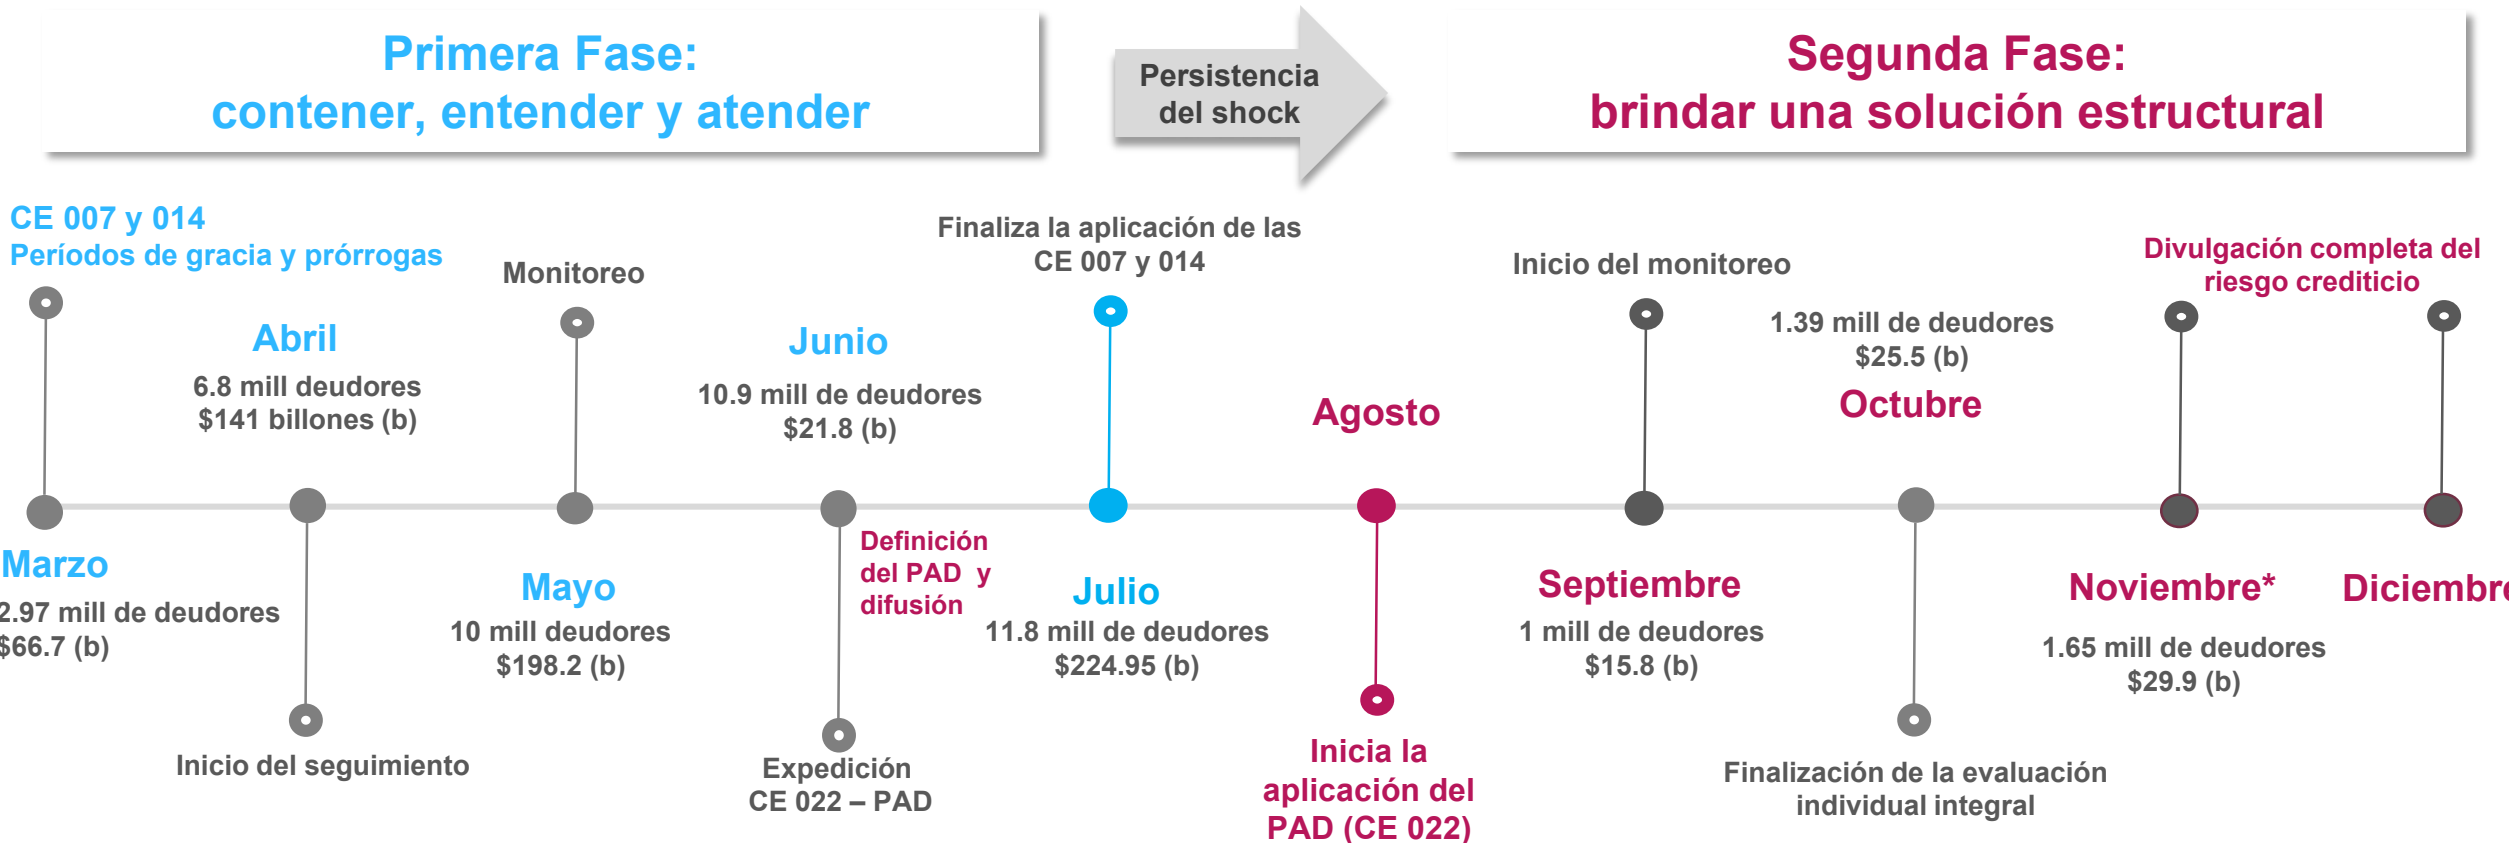 Primera Fase:
contener, entender y atender
Persistencia
del shock
Segunda Fase:
brindar una solución estructural
CE 007 y 014
Períodos de gracia y prórrogas
Marzo
2.97 mill de deudores
$66.7 (b)
Abril
6.8 mill deudores
$141 billones (b)
Inicio del seguimiento
Monitoreo
Mayo
10 mill deudores
$198.2 (b)
Junio
10.9 mill de deudores
$21.8 (b)
Definición
del PAD y
difusión
Expedición
CE 022 – PAD
Finaliza la aplicación de las
CE 007 y 014
Julio
11.8 mill de deudores
$224.95 (b)
Agosto
Inicia la
aplicación del
PAD (CE 022)
Inicio del monitoreo
Septiembre
1 mill de deudores
$15.8 (b)
1.39 mill de deudores
$25.5 (b)
Octubre
Finalización de la evaluación
individual integral
Divulgación completa del
riesgo crediticio
Noviembre*
1.65 mill de deudores
$29.9 (b)
Diciembre